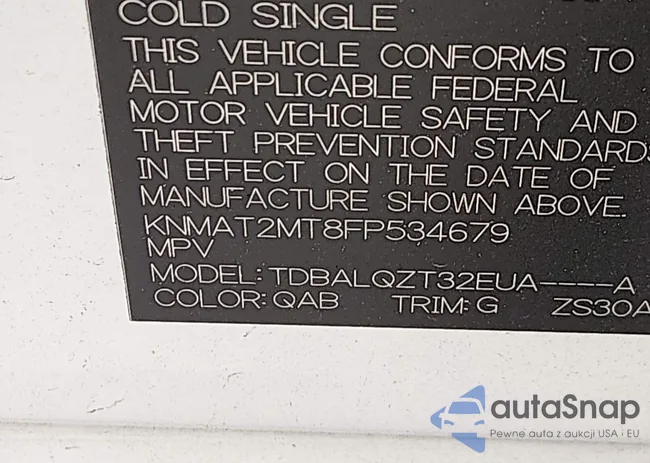 COLD SINGLE
THIS VEHICLE CONFORMS TO
ALL APPLICABLE FEDERAL
MOTOR VEHICLE SAFETY AND
THEFT PREVENTION STANDARDS
IN EFFECT ON THE DATE OF
MANUFACTURE SHOWN ABOVE.
KNMAT2MT8FP534679
MPV
MODEL: TDBALQZT32EUA----A
COLOR: QAB TRIM: G ZS30A
autaSnap
Pewne auta z aukcji USA i EU